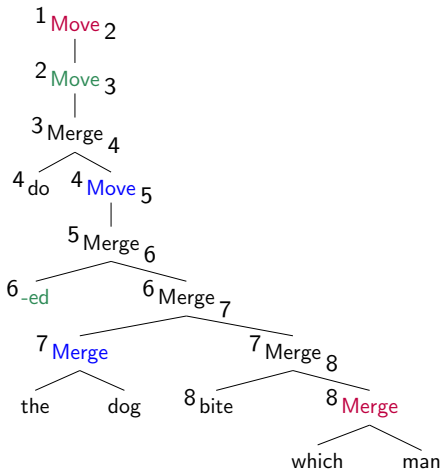 1 Move 2
2 Move 3
3 Merge 4
4 do 4 Move 5
5 Merge 6
6 -ed 6 Merge 7
7 Merge 7 Merge 8
the dog 8 bite 8 Merge
which man